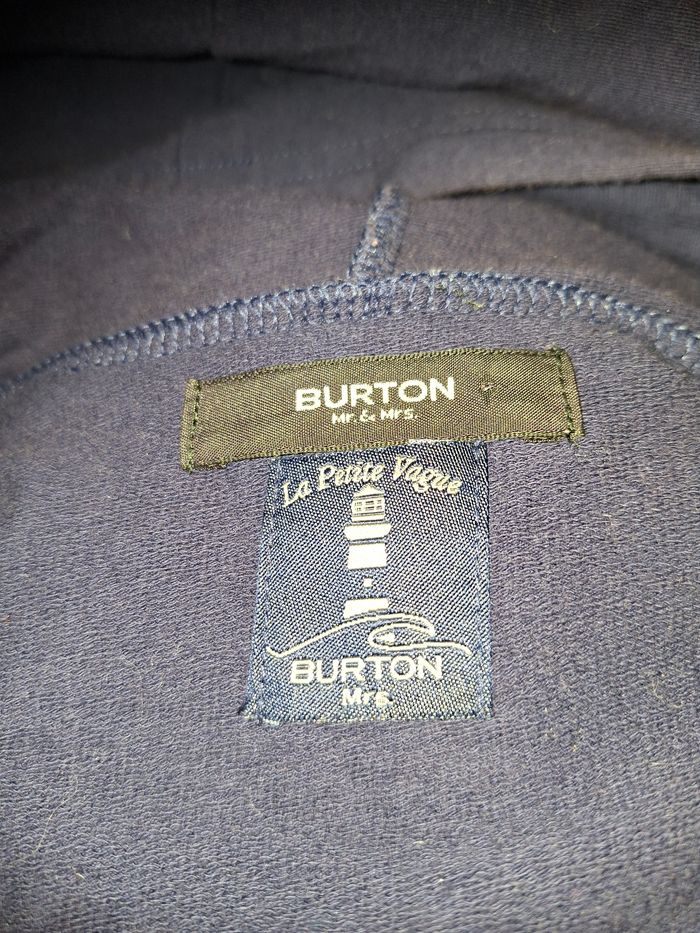 BURTON
Mr. & Mrs.
La Petite Vague
BURTON
Mrs.